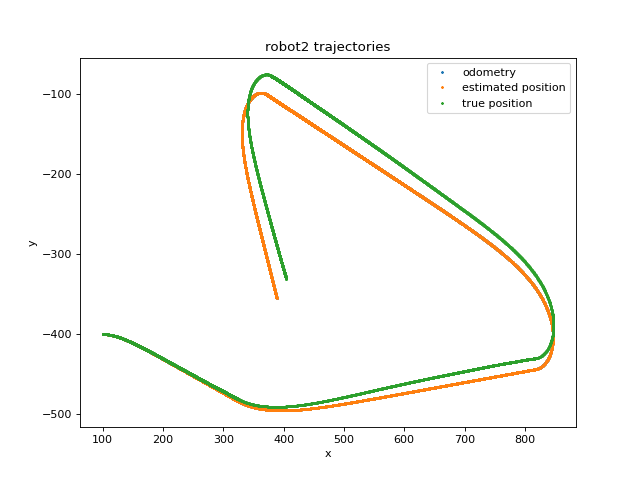 robot2 trajectories
odometry
estimated position
true position
y
−100
−200
−300
−400
−500
100 200 300 400 500 600 700 800
x